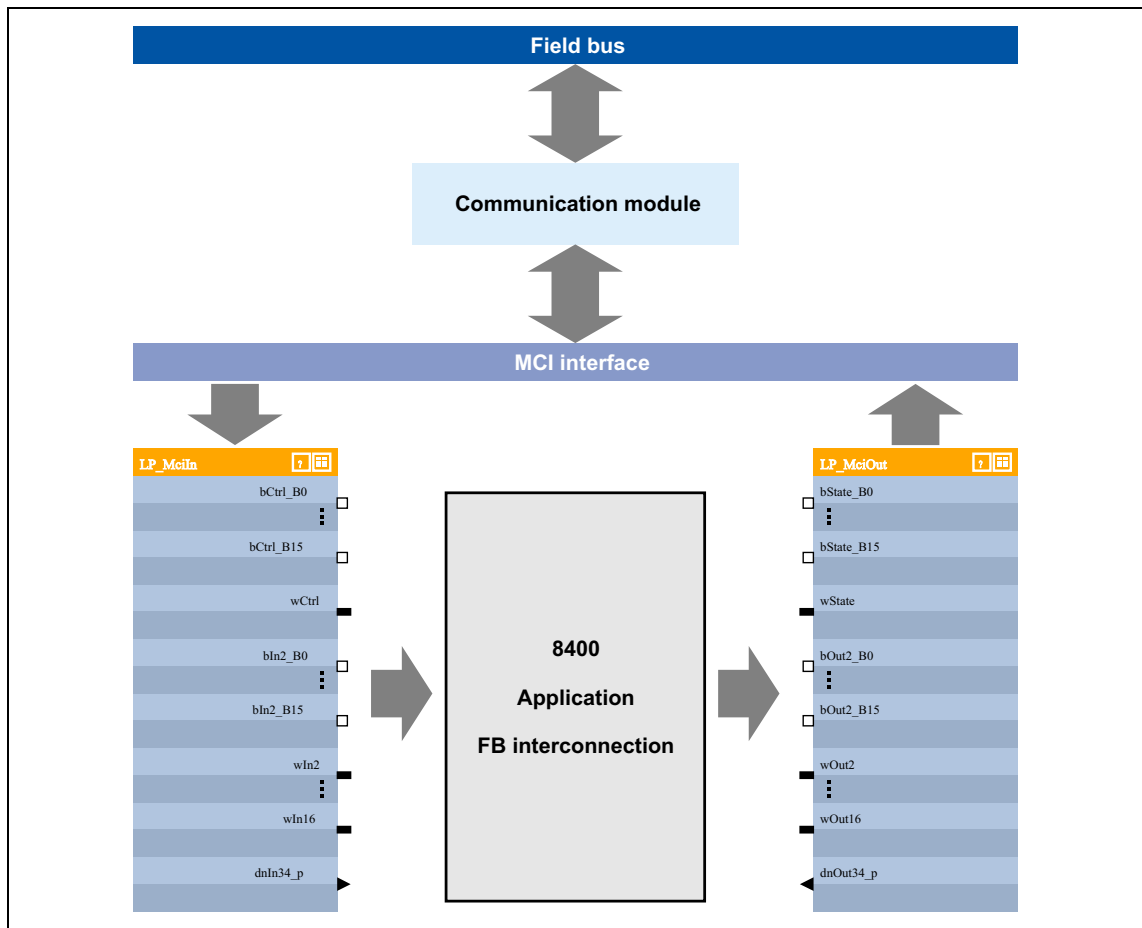 Field bus
Communication module
MCI interface
LP_MciIn
bCtrl_B0
bCtrl_B15
wCtrl
bIn2_B0
bIn2_B15
wIn2
wIn16
dnIn34_p
8400
Application
FB interconnection
LP_MciOut
bState_B0
bState_B15
wState
bOut2_B0
bOut2_B15
wOut2
wOut16
dnOut34_p